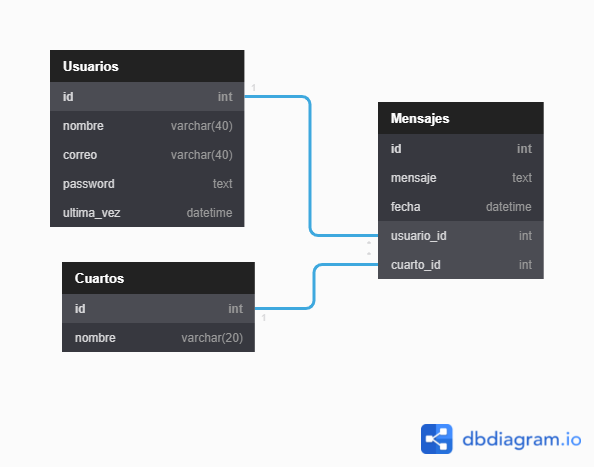 Usuarios
id int
nombre varchar(40)
correo varchar(40)
password text
ultima_vez datetime
1
Mensajes
id int
mensaje text
fecha datetime
usuario_id int
cuarto_id int
*
*
Cuartos
id int
nombre varchar(20)
1
dbdiagram.io